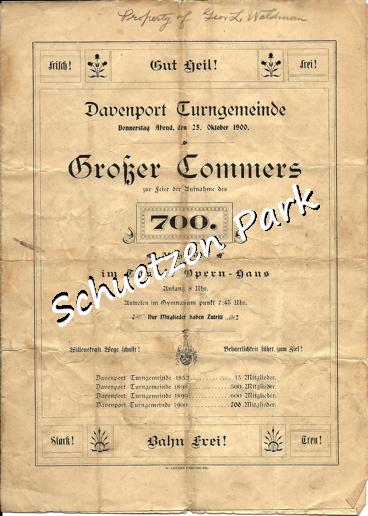 Property of Geo. L. Waldman
Frisch!
Gut Heil!
Frei!
Davenport Turngemeinde
Donnerstag Abend, den 25. Oktober 1900.
Großer Commers
zur Feier der Aufnahme des
700.
im Opern-Haus
Anfang 8 Uhr.
Antreten im Gymnasium punkt 7:45 Uhr.
Nur Mitglieder haben Zutritt
Schuetzen Park
Willenskraft Wege schafft!
Beharrlichkeit führt zum Ziel!
Davenport Turngemeinde 1852 15 Mitglieder.
Davenport Turngemeinde 500 Mitglieder.
Davenport Turngemeinde 600 Mitglieder.
Davenport Turngemeinde 1900 700 Mitglieder.
Stark!
Bahn Frei!
Treu!